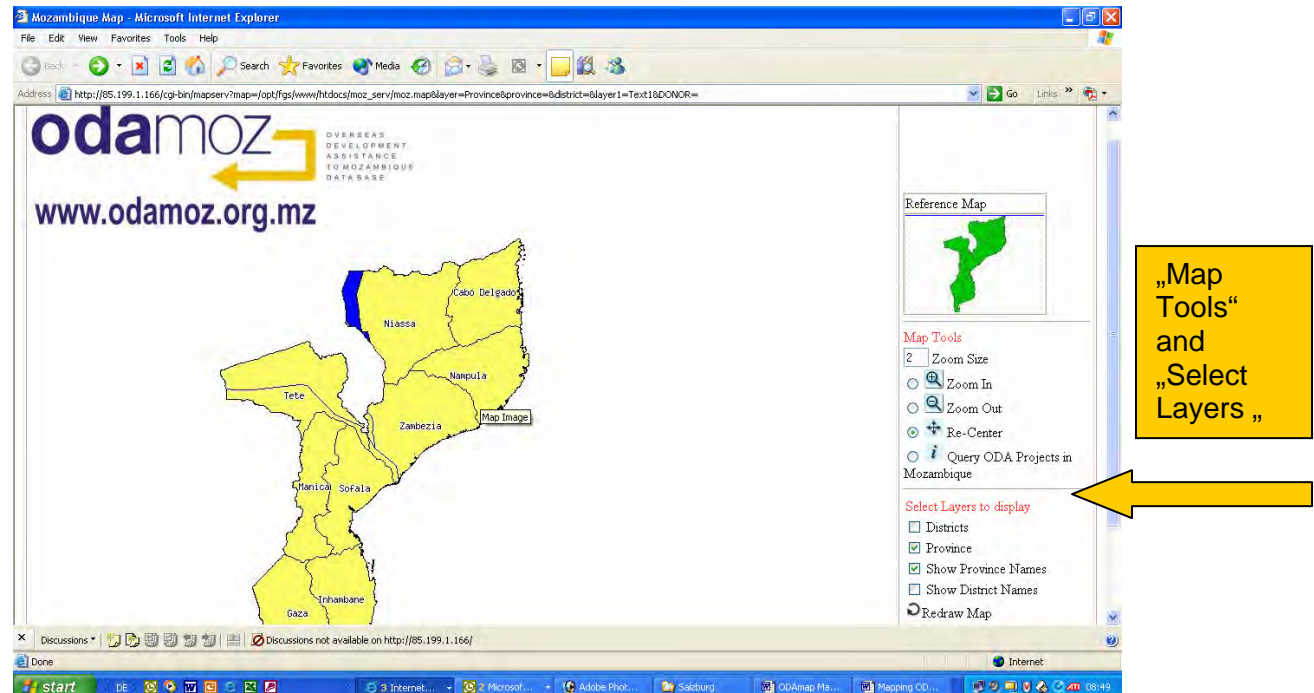 Mozambique Map - Microsoft Internet Explorer
File Edit View Favorites Tools Help
Back Search Favorites Media
Address http://85.199.1.166/cgi-bin/mapserv?map=/opt/fgs/www/htdocs/moz_serv/moz.map&layer=Province&province=&district=&layer1=Text1&DONOR= Go Links »
odamoz
OVERSEAS
DEVELOPMENT
ASSISTANCE
TO MOZAMBIQUE
DATABASE
www.odamoz.org.mz
Cabo Delgado
Niassa
Nampula
Tete
Map Image
Zambezia
Manica Sofala
Inhambane
Gaza
Reference Map
Map Tools
2 Zoom Size
Zoom In
Zoom Out
Re-Center
i Query ODA Projects in
Mozambique
Select Layers to display
Districts
Province
Show Province Names
Show District Names
Redraw Map
„Map
Tools“
and
„Select
Layers „
Discussions Discussions not available on http://85.199.1.166/
Done Internet
start DE 3 Internet... 2 Microsof... Adobe Phot... Salzburg ODAmap Ma... Mapping OD... 08:49